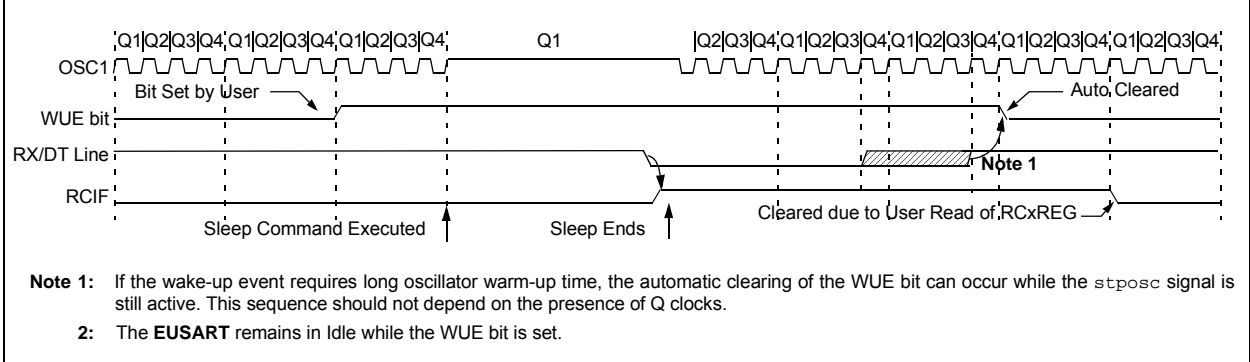 Q1 Q2 Q3 Q4 Q1 Q2 Q3 Q4 Q1 Q2 Q3 Q4 Q1 Q2 Q3 Q4 Q1 Q2 Q3 Q4 Q1 Q2 Q3 Q4 Q1 Q2 Q3 Q4 Q1 Q2 Q3 Q4
OSC1
Bit Set by User Auto Cleared
WUE bit
RX/DT Line
Note 1
RCIF
Cleared due to User Read of RCxREG
Sleep Command Executed Sleep Ends
Note 1: If the wake-up event requires long oscillator warm-up time, the automatic clearing of the WUE bit can occur while the stposc signal is
still active. This sequence should not depend on the presence of Q clocks.
2: The EUSART remains in Idle while the WUE bit is set.